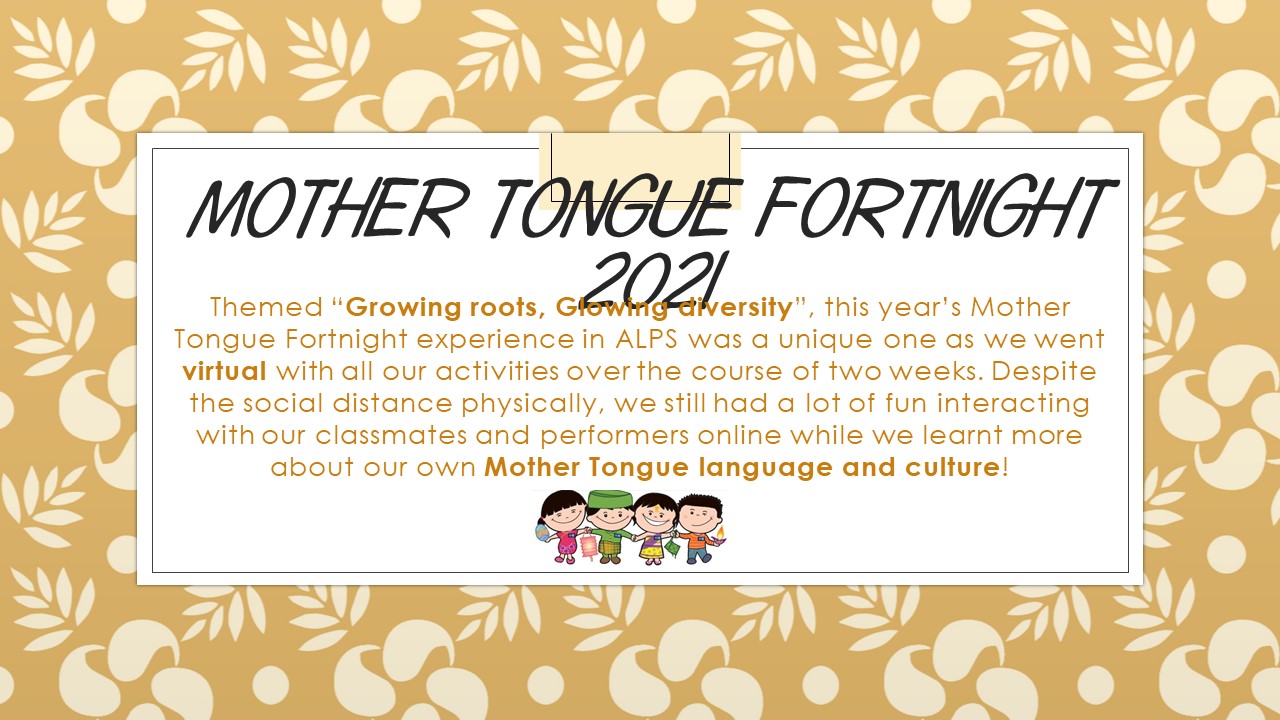 MOTHER TONGUE FORTNIGHT
2021
Themed “Growing roots, Glowing diversity”, this year’s Mother
Tongue Fortnight experience in ALPS was a unique one as we went
virtual with all our activities over the course of two weeks. Despite
the social distance physically, we still had a lot of fun interacting
with our classmates and performers online while we learnt more
about our own Mother Tongue language and culture!